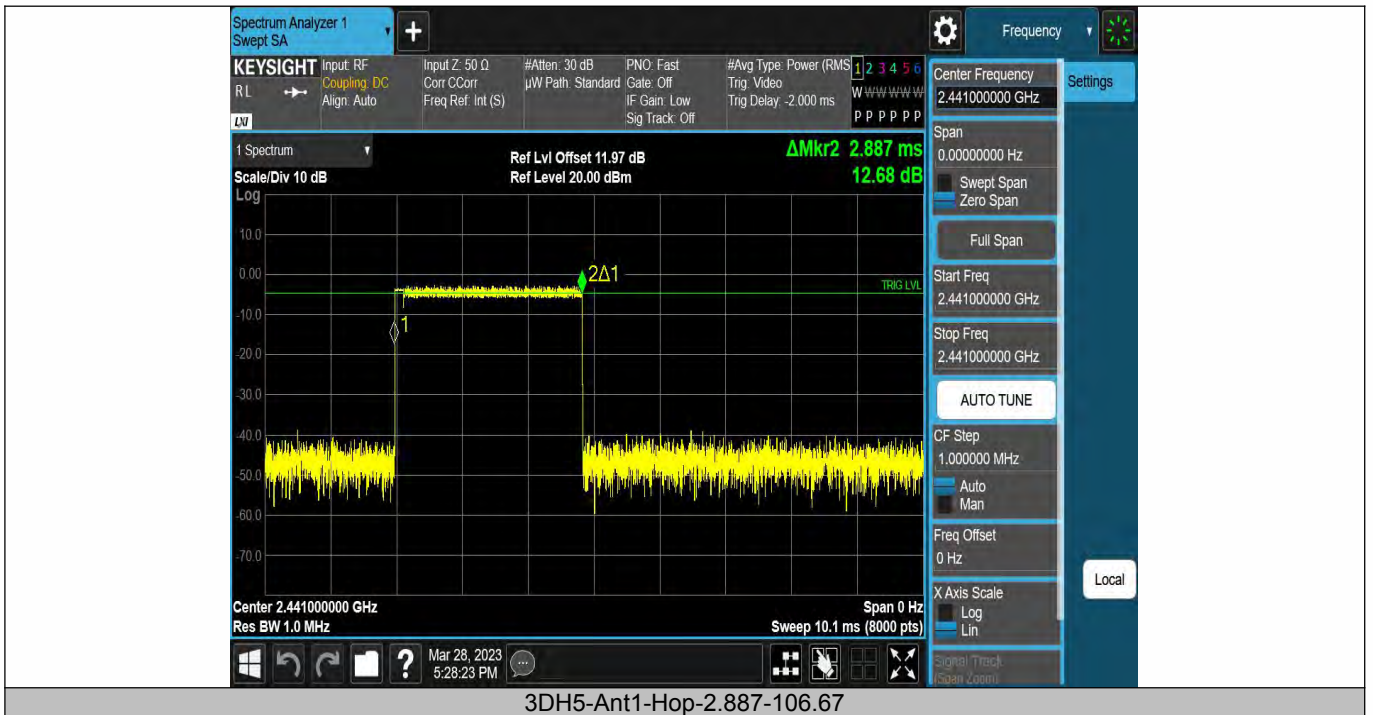 Spectrum Analyzer 1
Swept SA
+
Frequency
KEYSIGHT
RL
LXI
Input: RF
Coupling: DC
Align: Auto
Input Z: 50 Ω
Corr CCorr
Freq Ref: Int (S)
#Atten: 30 dB
µW Path: Standard
PNO: Fast
Gate: Off
IF Gain: Low
Sig Track: Off
#Avg Type: Power (RMS
Trig: Video
Trig Delay: -2.000 ms
1 2 3 4 5 6
W W W W W W
P P P P P P
Center Frequency
2.441000000 GHz
Settings
1 Spectrum
Scale/Div 10 dB
Ref Lvl Offset 11.97 dB
Ref Level 20.00 dBm
ΔMkr2 2.887 ms
12.68 dB
Log
10.0
0.00
-10.0
-20.0
-30.0
-40.0
-50.0
-60.0
-70.0
2Δ1
1
TRIG LVL
Span
0.00000000 Hz
Swept Span
Zero Span
Full Span
Start Freq
2.441000000 GHz
Stop Freq
2.441000000 GHz
AUTO TUNE
CF Step
1.000000 MHz
Auto
Man
Freq Offset
0 Hz
X Axis Scale
Log
Lin
Signal Track
(Span Zoom)
Local
Center 2.441000000 GHz
Res BW 1.0 MHz
Span 0 Hz
Sweep 10.1 ms (8000 pts)
?
Mar 28, 2023
5:28:23 PM
3DH5-Ant1-Hop-2.887-106.67